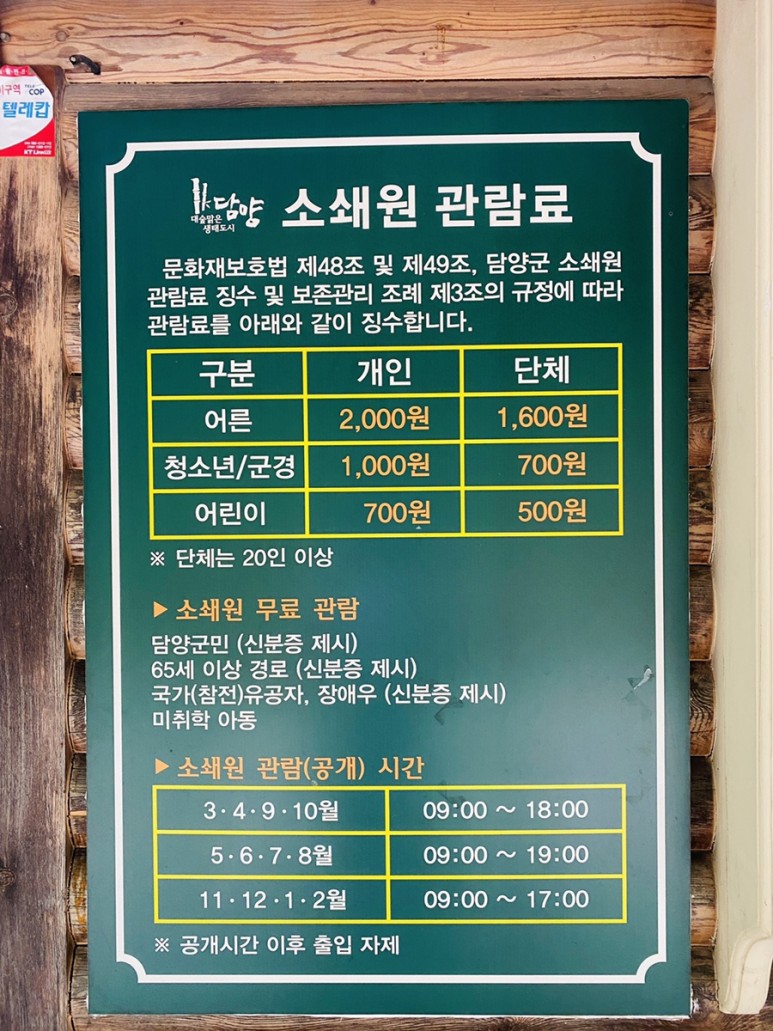 지구역 TELE COP
텔레캅
KT Linkus
담양
대숲맑은
생태도시
소쇄원 관람료
문화재보호법 제48조 및 제49조, 담양군 소쇄원
관람료 징수 및 보존관리 조례 제3조의 규정에 따라
관람료를 아래와 같이 징수합니다.
구분 개인 단체
어른 2,000원 1,600원
청소년/군경 1,000원 700원
어린이 700원 500원
※ 단체는 20인 이상
▶ 소쇄원 무료 관람
담양군민 (신분증 제시)
65세 이상 경로 (신분증 제시)
국가(참전)유공자, 장애우 (신분증 제시)
미취학 아동
▶ 소쇄원 관람(공개) 시간
3·4·9·10월 09:00 ~ 18:00
5·6·7·8월 09:00 ~ 19:00
11·12·1·2월 09:00 ~ 17:00
※ 공개시간 이후 출입 자제